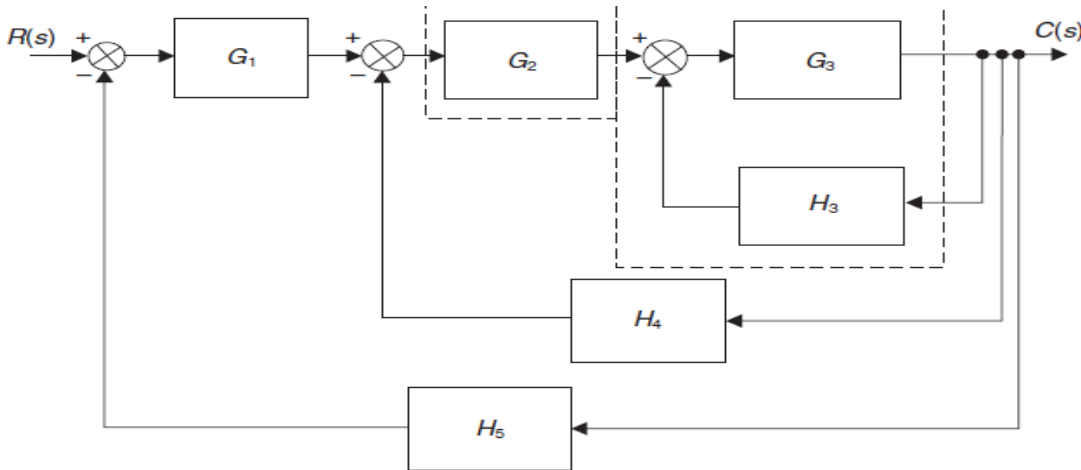 R(s) + − G₁ + − G₂ + − G₃ C(s)
H₃
H₄
H₅